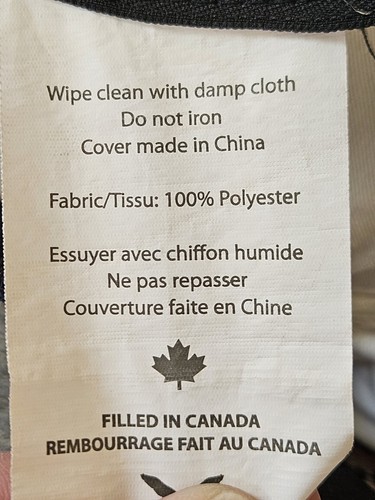 Wipe clean with damp cloth
Do not iron
Cover made in China
Fabric/Tissu: 100% Polyester
Essuyer avec chiffon humide
Ne pas repasser
Couverture faite en Chine
FILLED IN CANADA
REMBOURRAGE FAIT AU CANADA